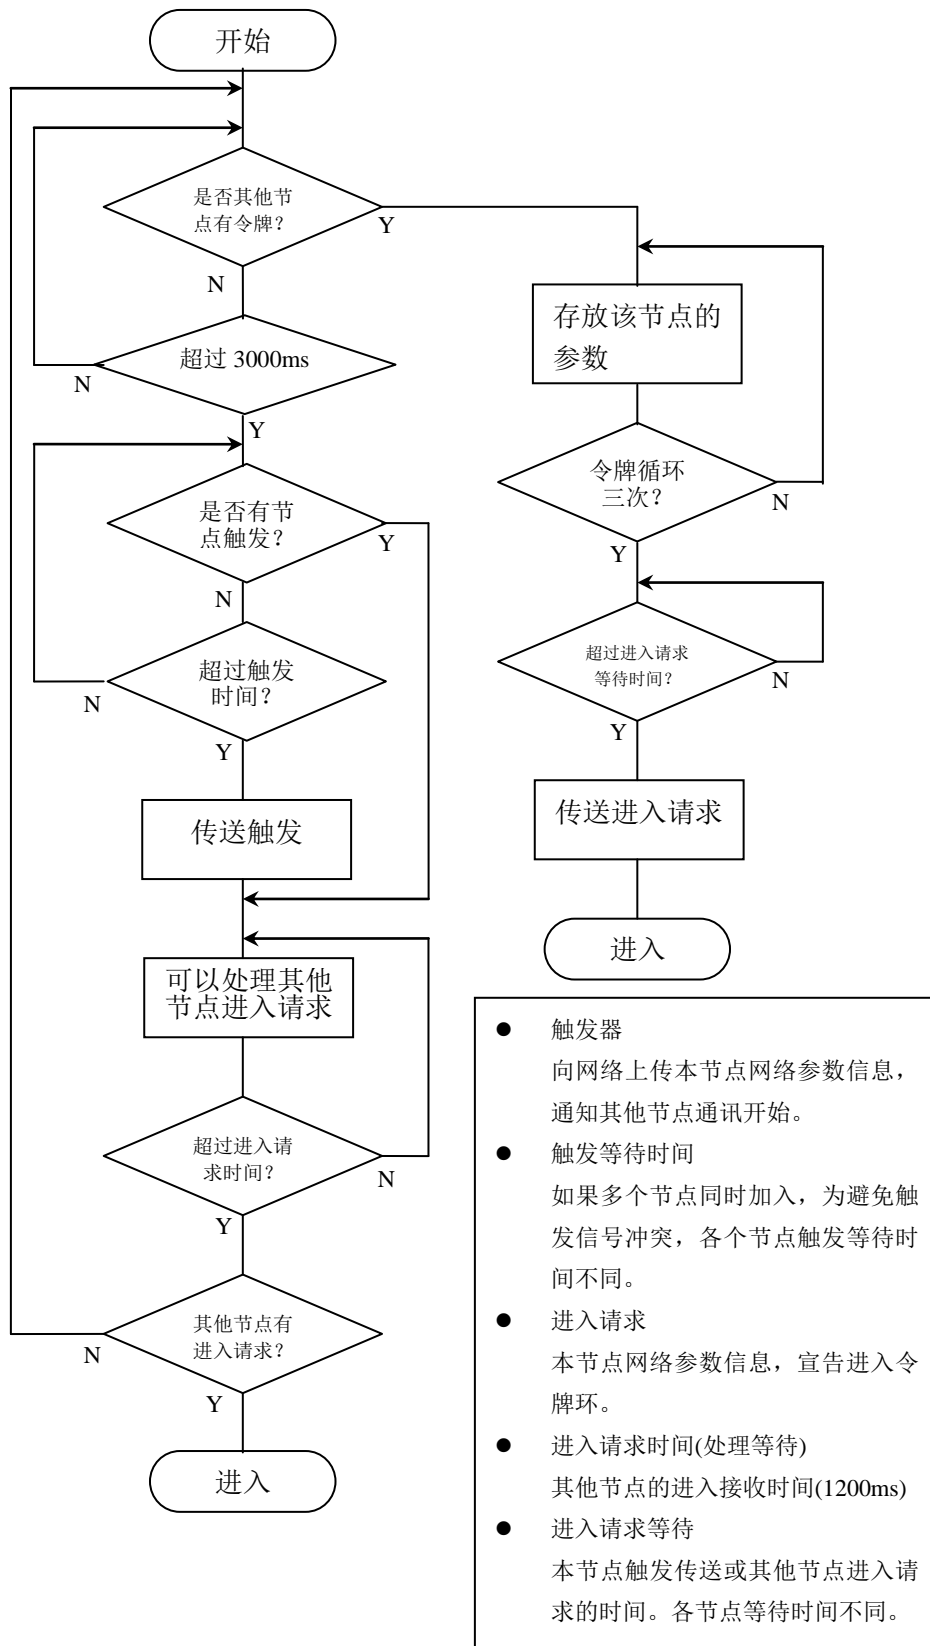 开始
是否其他节
点有令牌？
Y
N
超过 3000ms
N
Y
存放该节点的
参数
令牌循环
三次？
N
Y
是否有节
点触发？
Y
N
超过触发
时间？
N
Y
超过进入请求
等待时间？
N
Y
传送触发
传送进入请求
进入
可以处理其他
节点进入请求
超过进入请
求时间？
N
Y
其他节点有
进入请求？
N
Y
进入
● 触发器
向网络上传本节点网络参数信息，
通知其他节点通讯开始。
● 触发等待时间
如果多个节点同时加入，为避免触
发信号冲突，各个节点触发等待时
间不同。
● 进入请求
本节点网络参数信息，宣告进入令
牌环。
● 进入请求时间(处理等待)
其他节点的进入接收时间(1200ms)
● 进入请求等待
本节点触发传送或其他节点进入请
求的时间。各节点等待时间不同。